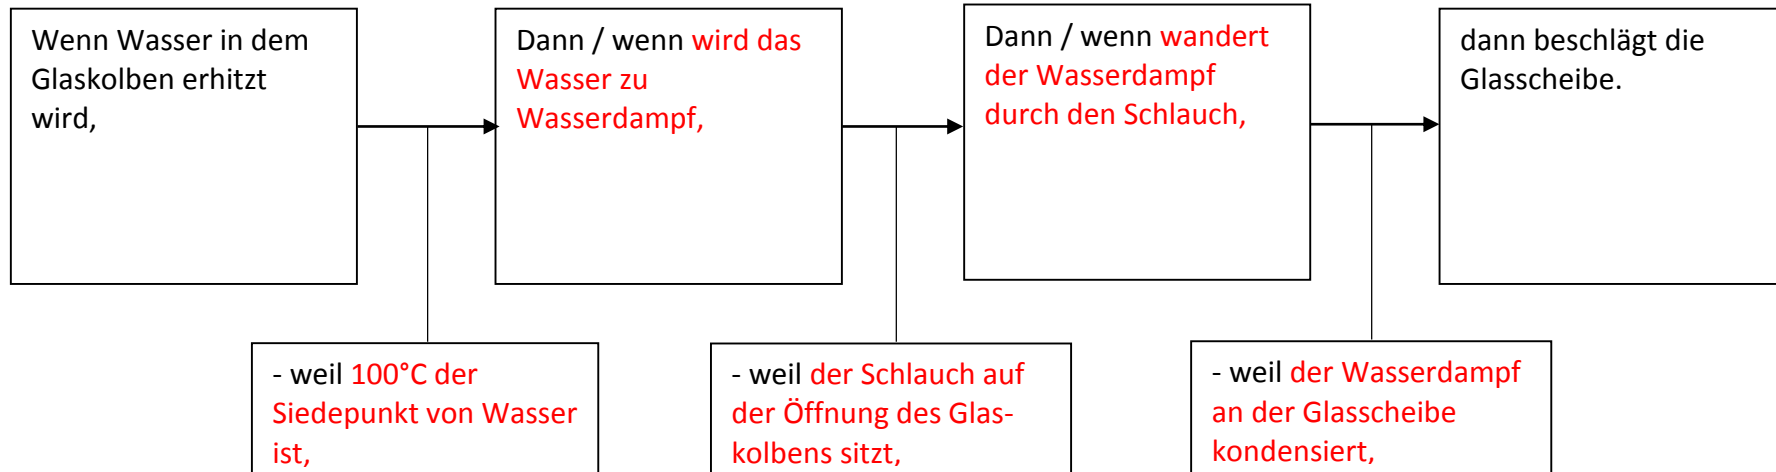 Wenn Wasser in dem
Glaskolben erhitzt
wird,
Dann / wenn wird das
Wasser zu
Wasserdampf,
Dann / wenn wandert
der Wasserdampf
durch den Schlauch,
dann beschlägt die
Glasscheibe.
- weil 100°C der
Siedepunkt von Wasser
ist,
- weil der Schlauch auf
der Öffnung des Glas-
kolbens sitzt,
- weil der Wasserdampf
an der Glasscheibe
kondensiert,